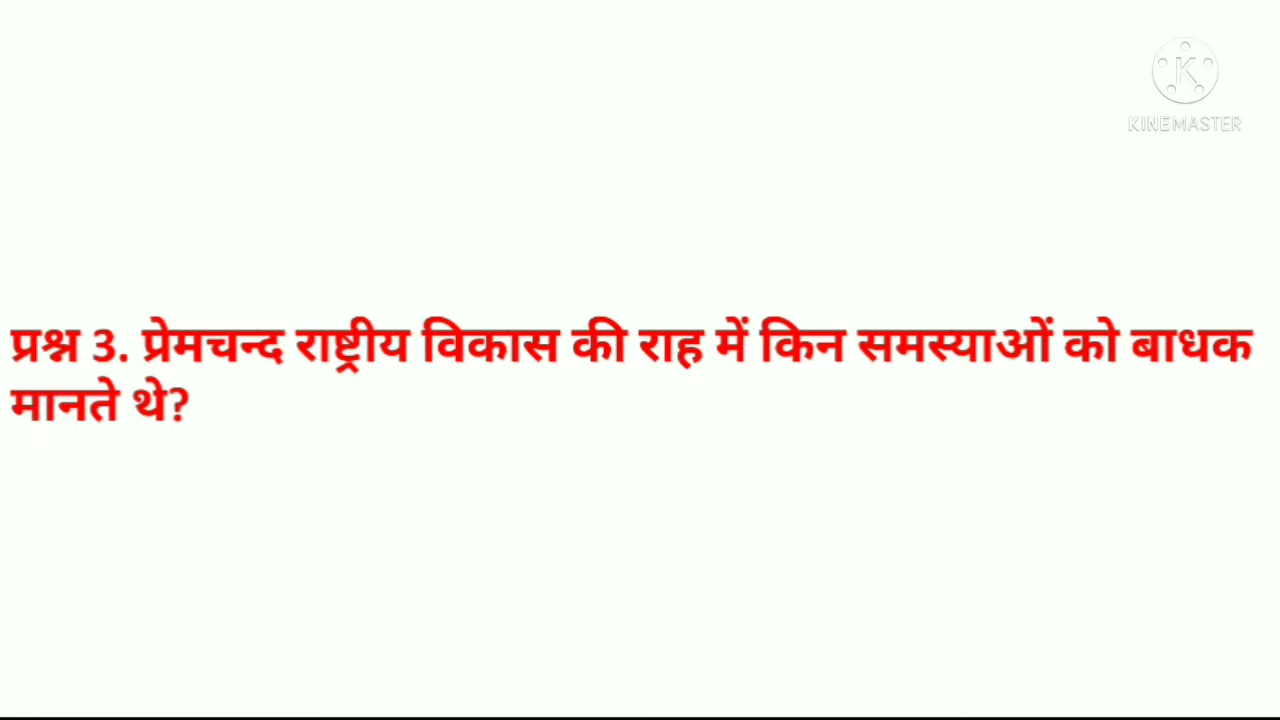 KINEMASTER
प्रश्न 3. प्रेमचन्द राष्ट्रीय विकास की राह में किन समस्याओं को बाधक
मानते थे?